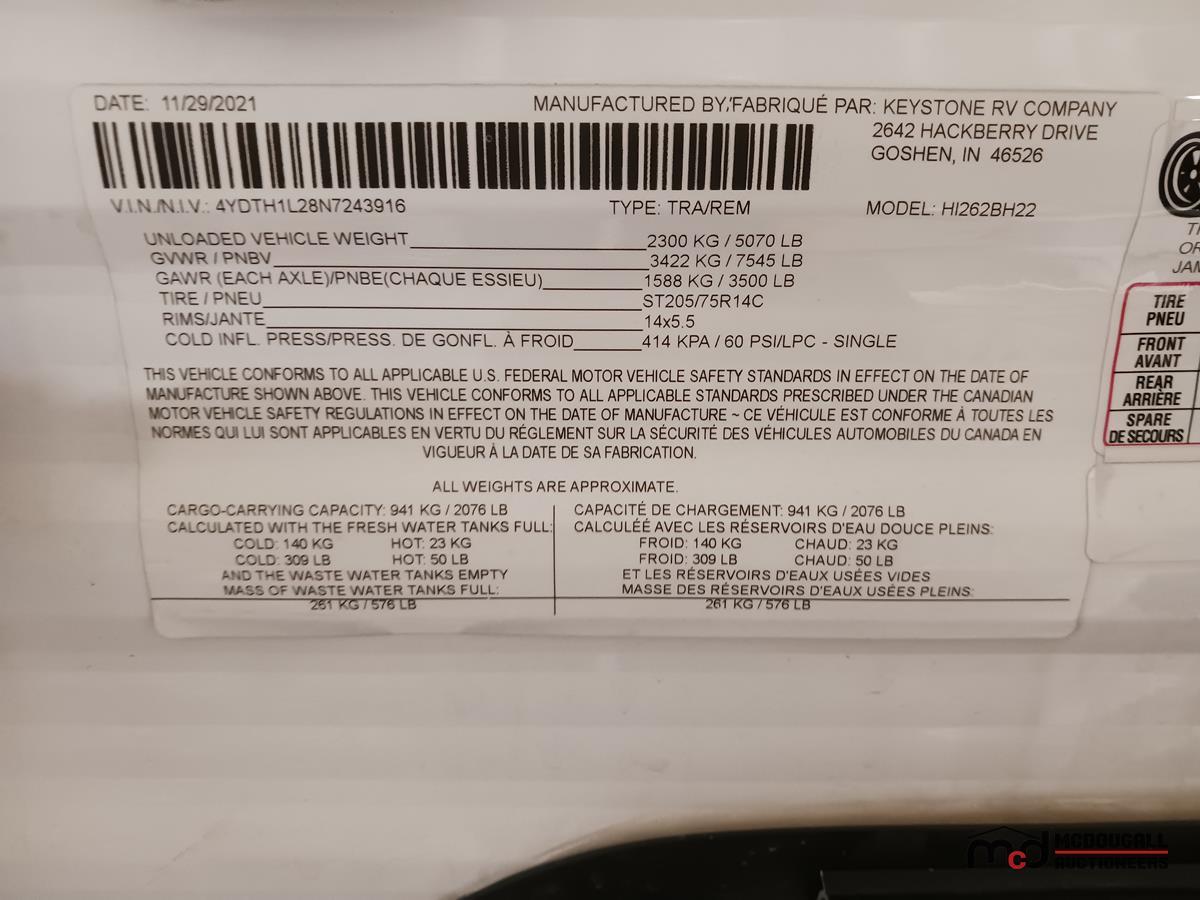 DATE: 11/29/2021
MANUFACTURED BY/FABRIQUÉ PAR: KEYSTONE RV COMPANY
2642 HACKBERRY DRIVE
GOSHEN, IN 46526
V.I.N./N.I.V.: 4YDTH1L28N7243916 TYPE: TRA/REM MODEL: HI262BH22
UNLOADED VEHICLE WEIGHT 2300 KG / 5070 LB
GVWR / PNBV 3422 KG / 7545 LB
GAWR (EACH AXLE)/PNBE(CHAQUE ESSIEU) 1588 KG / 3500 LB
TIRE / PNEU ST205/75R14C
RIMS/JANTE 14x5.5
COLD INFL. PRESS/PRESS. DE GONFL. À FROID 414 KPA / 60 PSI/LPC - SINGLE
THIS VEHICLE CONFORMS TO ALL APPLICABLE U.S. FEDERAL MOTOR VEHICLE SAFETY STANDARDS IN EFFECT ON THE DATE OF
MANUFACTURE SHOWN ABOVE. THIS VEHICLE CONFORMS TO ALL APPLICABLE STANDARDS PRESCRIBED UNDER THE CANADIAN
MOTOR VEHICLE SAFETY REGULATIONS IN EFFECT ON THE DATE OF MANUFACTURE ~ CE VÉHICULE EST CONFORME À TOUTES LES
NORMES QUI LUI SONT APPLICABLES EN VERTU DU RÉGLEMENT SUR LA SÉCURITÉ DES VÉHICULES AUTOMOBILES DU CANADA EN
VIGUEUR À LA DATE DE SA FABRICATION.
ALL WEIGHTS ARE APPROXIMATE.
CARGO-CARRYING CAPACITY: 941 KG / 2076 LB
CALCULATED WITH THE FRESH WATER TANKS FULL:
COLD: 140 KG HOT: 23 KG
COLD: 309 LB HOT: 50 LB
AND THE WASTE WATER TANKS EMPTY
MASS OF WASTE WATER TANKS FULL:
261 KG / 576 LB
CAPACITÉ DE CHARGEMENT: 941 KG / 2076 LB
CALCULÉE AVEC LES RÉSERVOIRS D'EAU DOUCE PLEINS:
FROID: 140 KG CHAUD: 23 KG
FROID: 309 LB CHAUD: 50 LB
ET LES RÉSERVOIRS D'EAUX USÉES VIDES
MASSE DES RÉSERVOIRS D'EAUX USÉES PLEINS:
261 KG / 576 LB
TIRE
PNEU
FRONT
AVANT
REAR
ARRIÈRE
SPARE
DE SECOURS
mcd MCDOUGALL
AUCTIONEERS